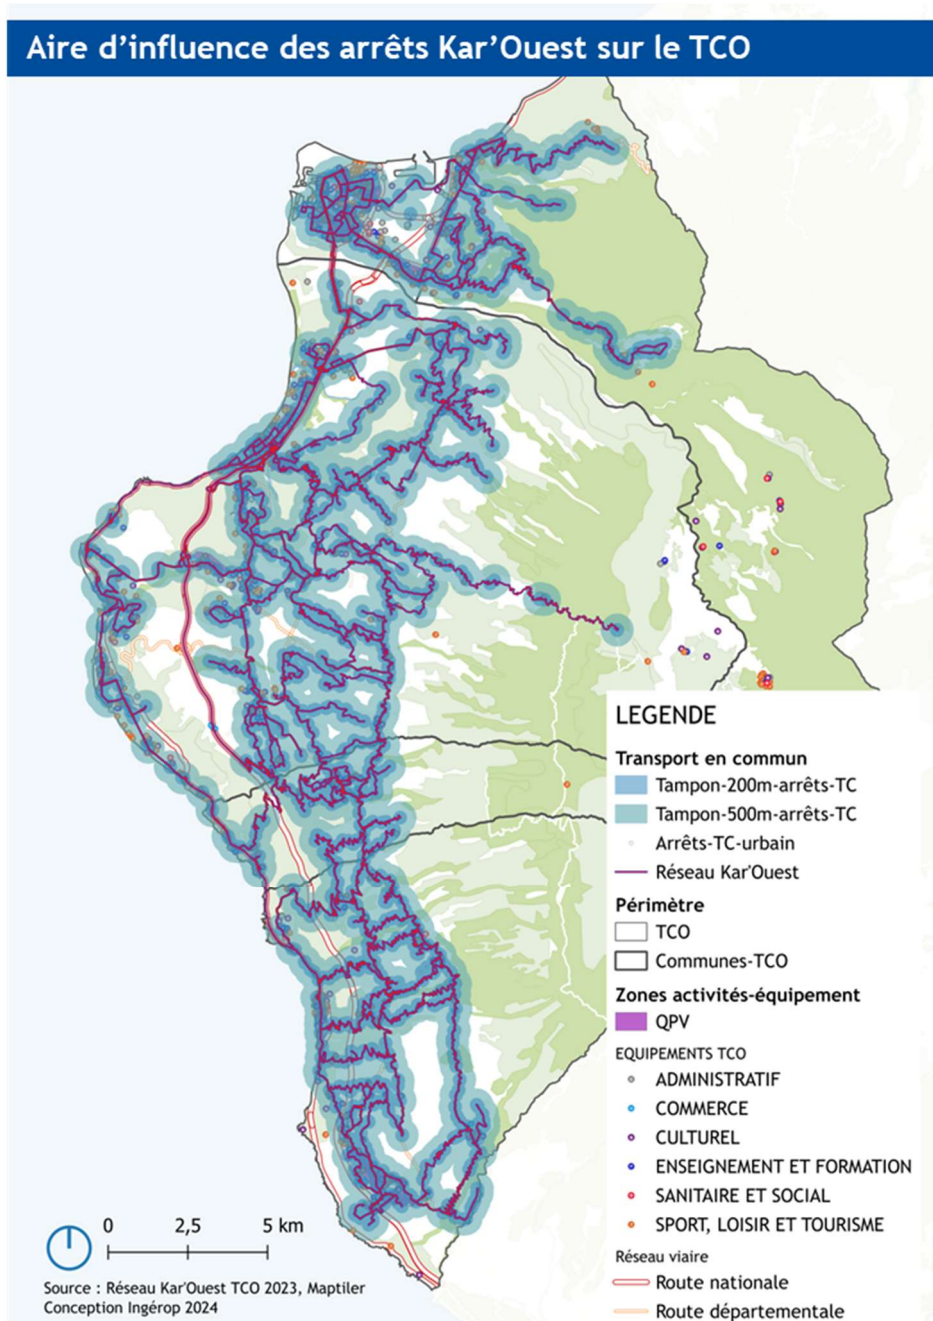 Aire d’influence des arrêts Kar’Ouest sur le TCO
LEGENDE
Transport en commun
Tampon-200m-arrêts-TC
Tampon-500m-arrêts-TC
Arrêts-TC-urbain
Réseau Kar'Ouest
Périmètre
TCO
Communes-TCO
Zones activités-équipement
QPV
EQUIPEMENTS TCO
ADMINISTRATIF
COMMERCE
CULTUREL
ENSEIGNEMENT ET FORMATION
SANITAIRE ET SOCIAL
SPORT, LOISIR ET TOURISME
Réseau viaire
Route nationale
Route départementale
0 2,5 5 km
Source : Réseau Kar'Ouest TCO 2023, Maptiler
Conception Ingérop 2024